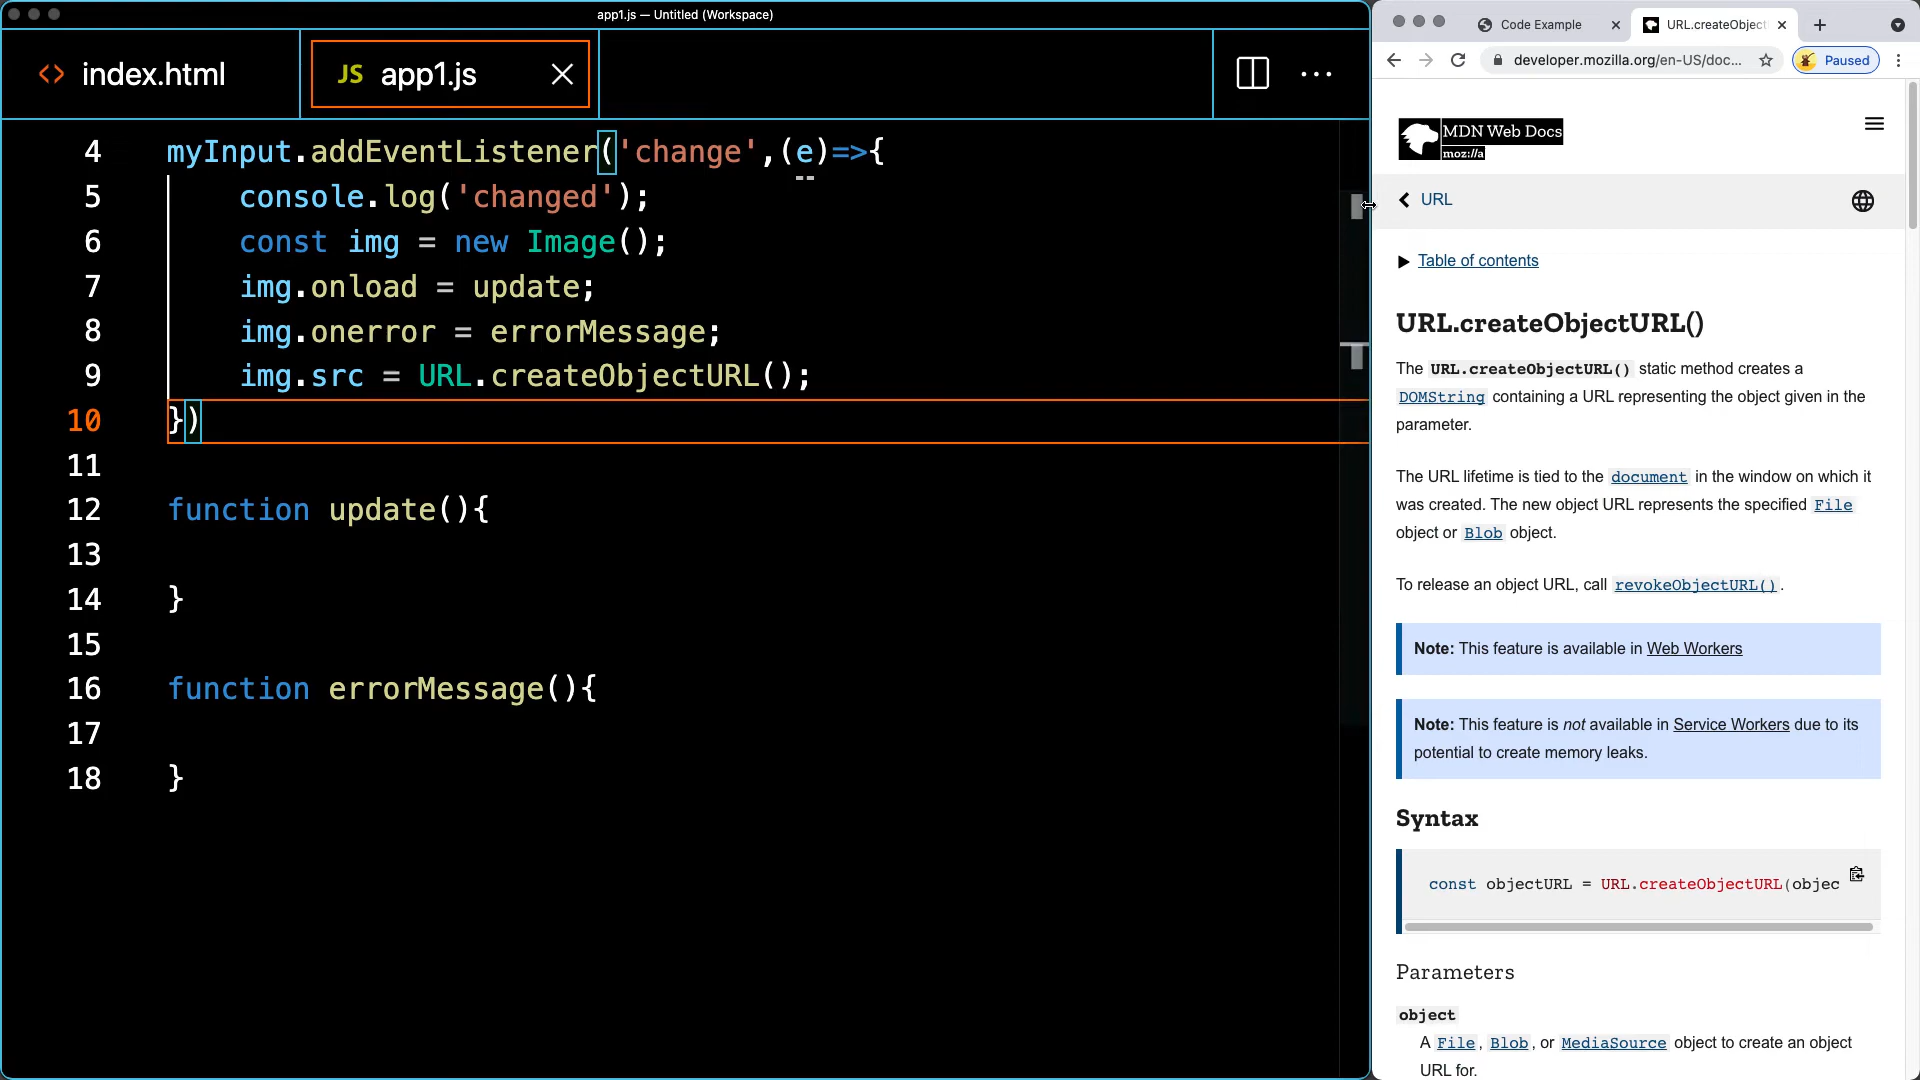 app1.js — Untitled (Workspace)
<> index.html
JS app1.js
4 myInput.addEventListener('change',(e)=>{
5 console.log('changed');
6 const img = new Image();
7 img.onload = update;
8 img.onerror = errorMessage;
9 img.src = URL.createObjectURL();
10 })
11
12 function update(){
13
14 }
15
16 function errorMessage(){
17
18 }
Code Example
URL.createObject
developer.mozilla.org/en-US/doc...
Paused
MDN Web Docs
moz://a
URL
Table of contents
URL.createObjectURL()
The URL.createObjectURL() static method creates a
DOMString containing a URL representing the object given in the
parameter.
The URL lifetime is tied to the document in the window on which it
was created. The new object URL represents the specified File
object or Blob object.
To release an object URL, call revokeObjectURL().
Note: This feature is available in Web Workers
Note: This feature is not available in Service Workers due to its
potential to create memory leaks.
Syntax
const objectURL = URL.createObjectURL(objec
Parameters
object
A File, Blob, or MediaSource object to create an object
URL for.